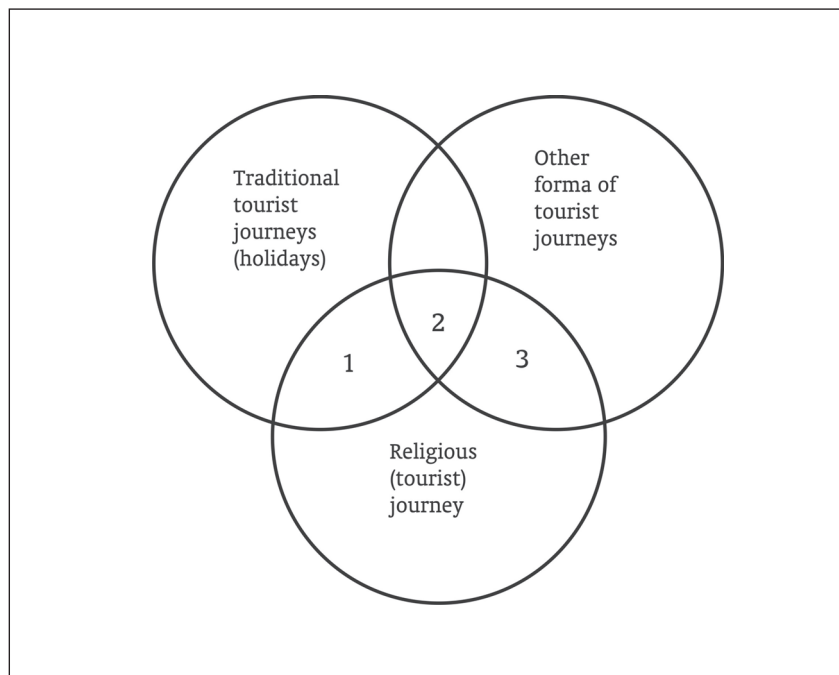 Traditional
tourist
journeys
(holidays)
Other
forma of
tourist
journeys
2
1
3
Religious
(tourist)
journey